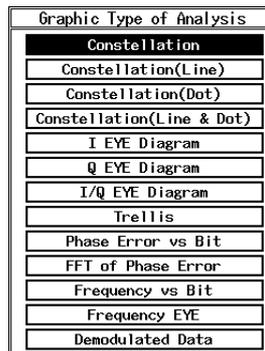 Graphic Type of Analysis
Constellation
Constellation(Line)
Constellation(Dot)
Constellation(Line & Dot)
I EYE Diagram
Q EYE Diagram
I/Q EYE Diagram
Trellis
Phase Error vs Bit
FFT of Phase Error
Frequency vs Bit
Frequency EYE
Demodulated Data